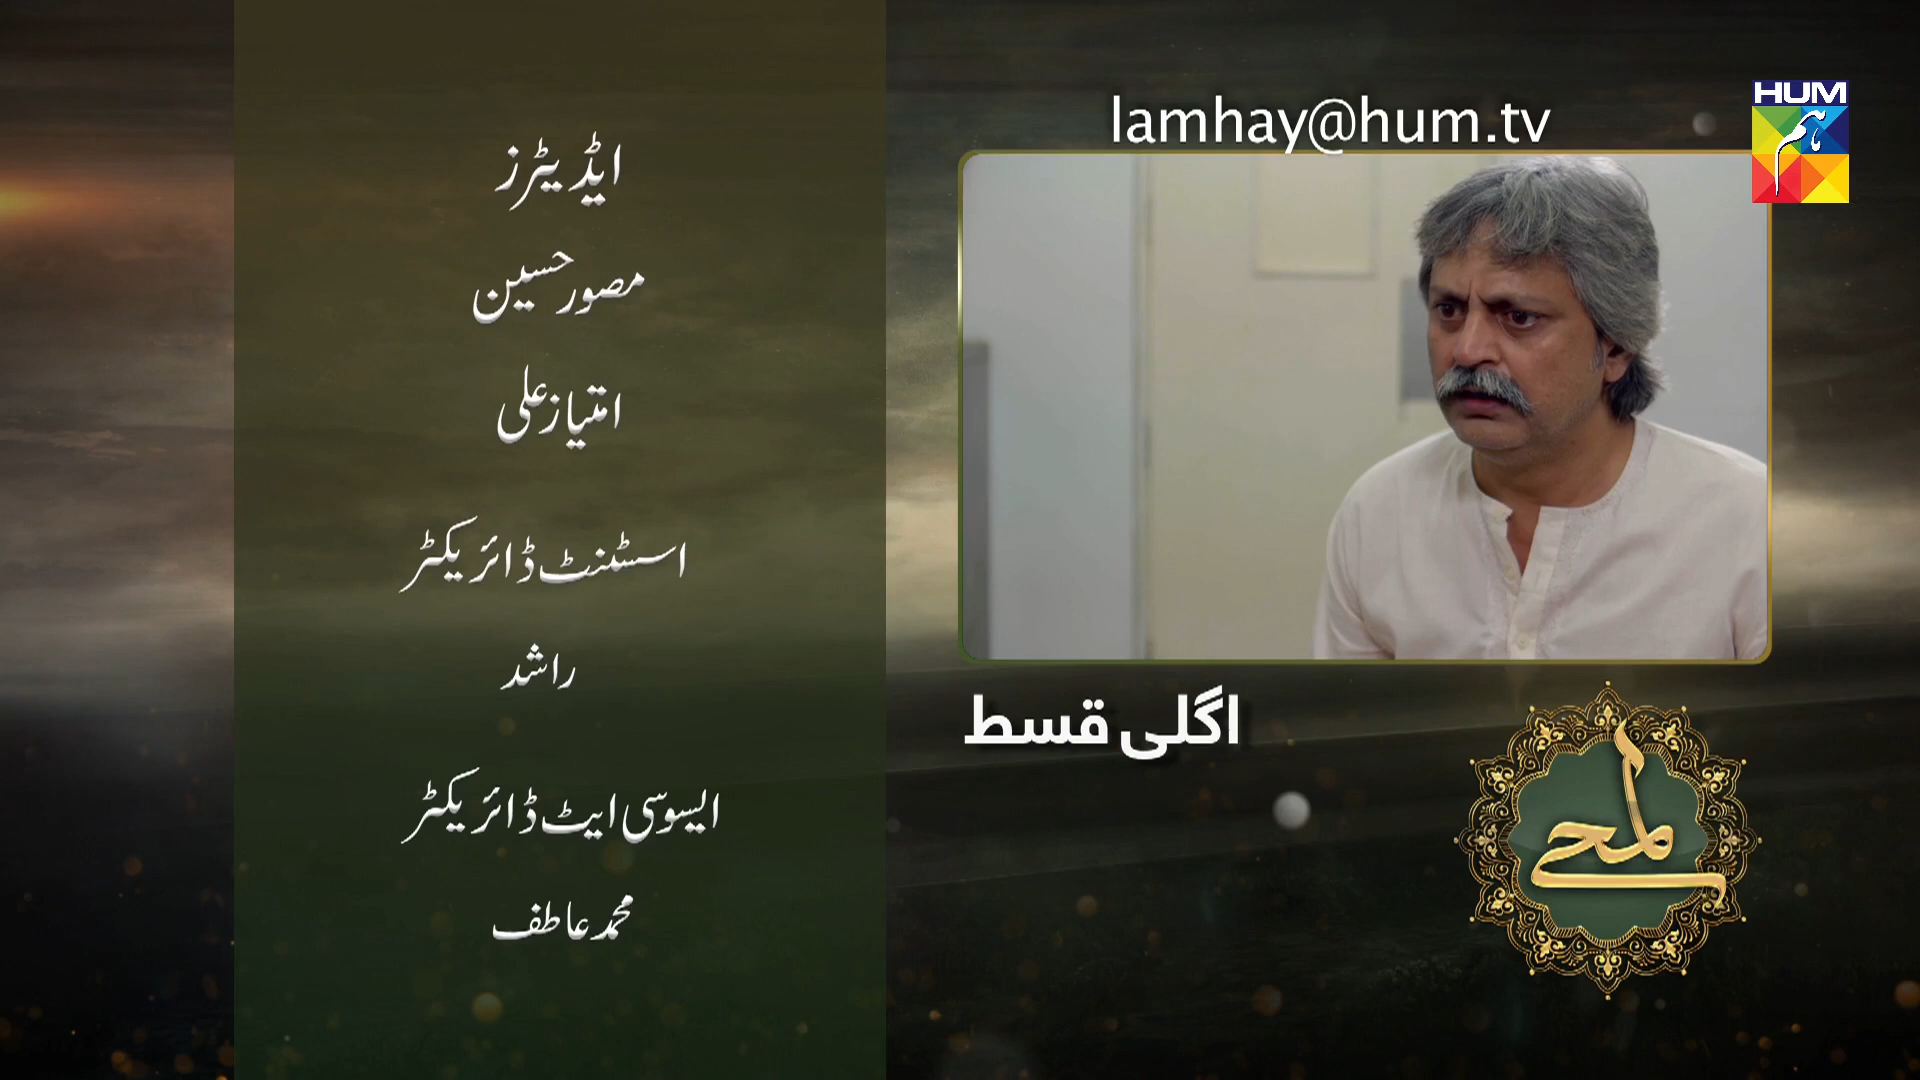 ایڈیٹرز
مصور حسین
امتیاز علی
اسسٹنٹ ڈائریکٹر
راشد
ایسوسی ایٹ ڈائریکٹر
محمد عاطف
lamhay@hum.tv
HUM
ہم
اگلی قسط
لمحے